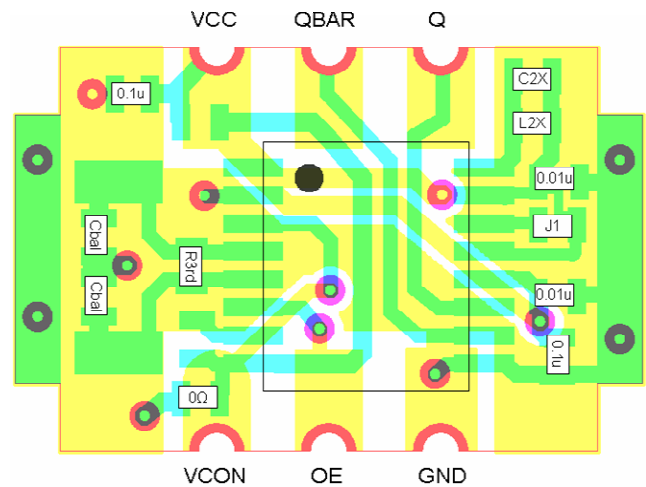 VCC QBAR Q
0.1u
C2X
L2X
0.01u
Cbal
J1
R3rd
Cbal
0.01u
0.1u
0Ω
VCON OE GND